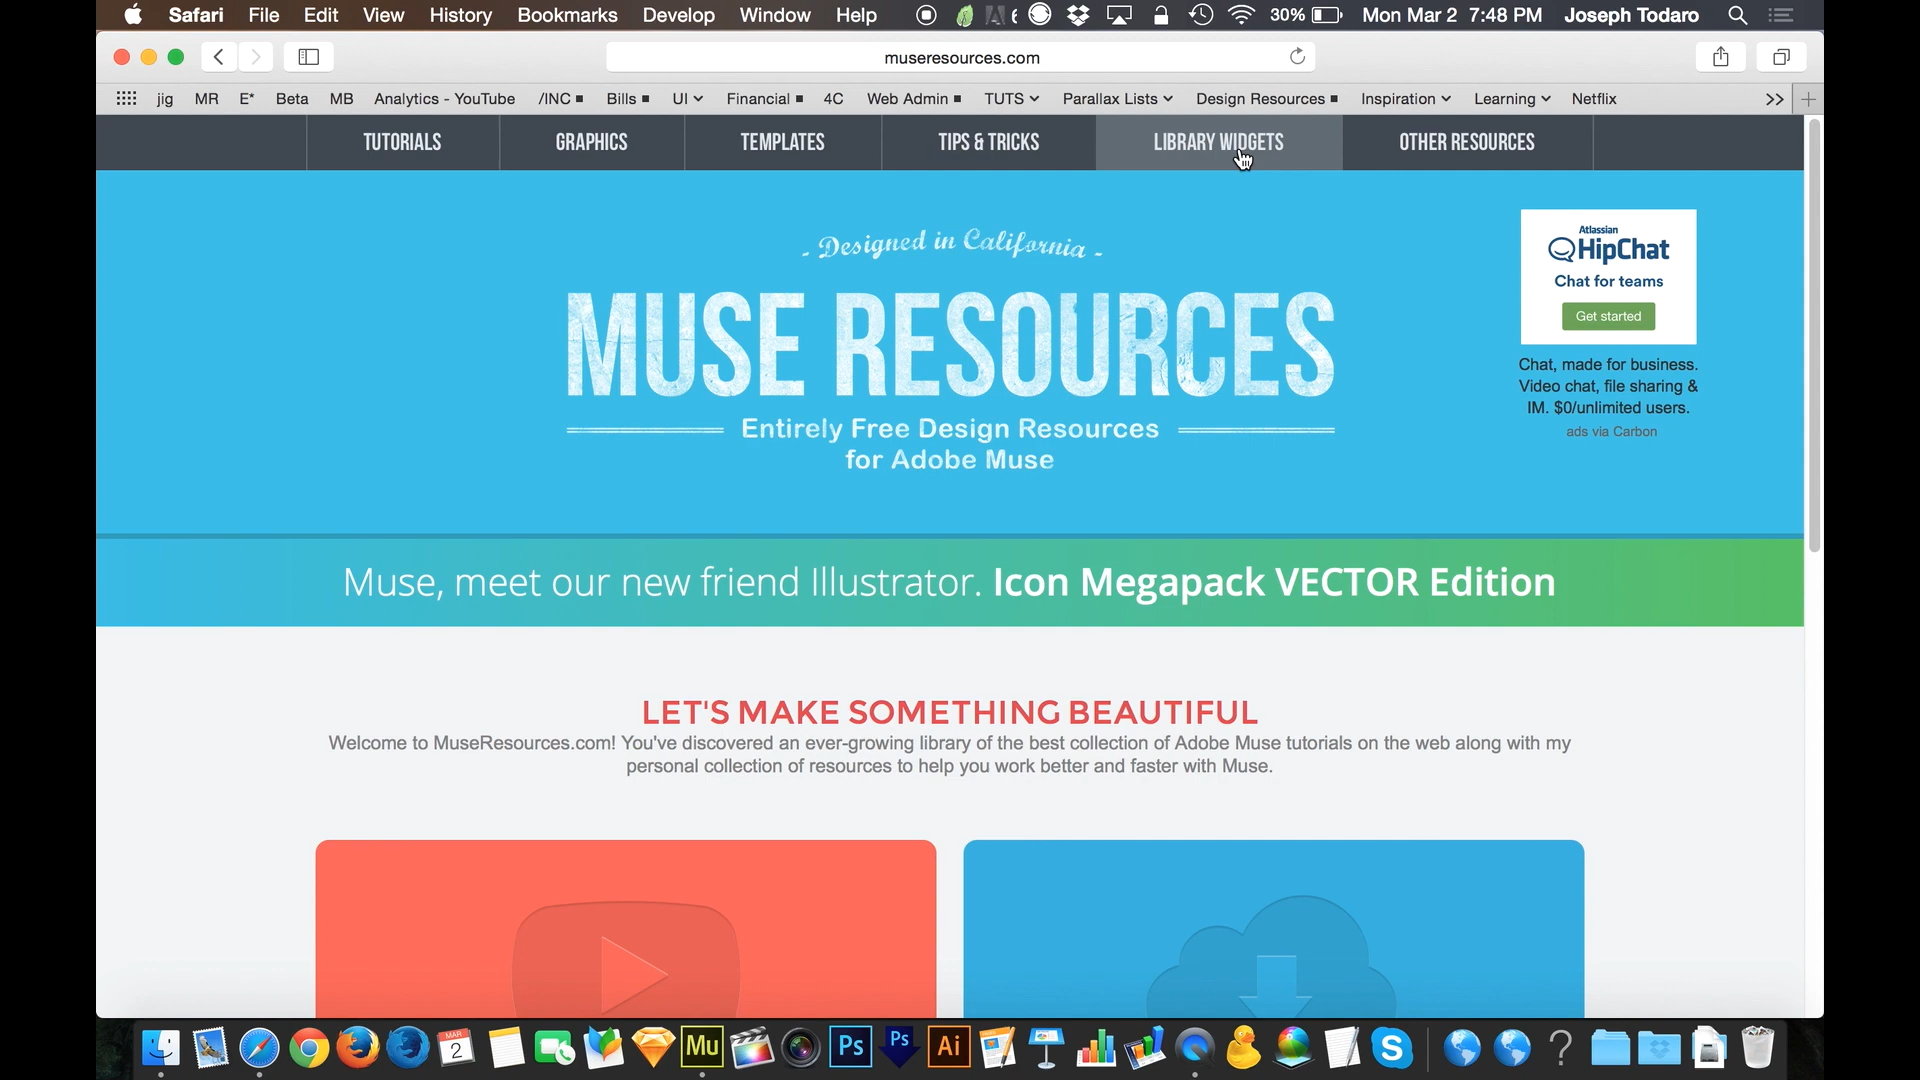 Safari File Edit View History Bookmarks Develop Window Help 30% Mon Mar 2 7:48 PM Joseph Todaro
museresources.com
jig MR E* Beta MB Analytics - YouTube /INC Bills UI Financial 4C Web Admin TUTS Parallax Lists Design Resources Inspiration Learning Netflix
TUTORIALS GRAPHICS TEMPLATES TIPS & TRICKS LIBRARY WIDGETS OTHER RESOURCES
- Designed in California -
MUSE RESOURCES
Entirely Free Design Resources
for Adobe Muse
Atlassian
HipChat
Chat for teams
Get started
Chat, made for business.
Video chat, file sharing &
IM. $0/unlimited users.
ads via Carbon
Muse, meet our new friend Illustrator. Icon Megapack VECTOR Edition
LET'S MAKE SOMETHING BEAUTIFUL
Welcome to MuseResources.com! You've discovered an ever-growing library of the best collection of Adobe Muse tutorials on the web along with my
personal collection of resources to help you work better and faster with Muse.
MAR
2
Mu
Ps
Ps
Ai
S
?